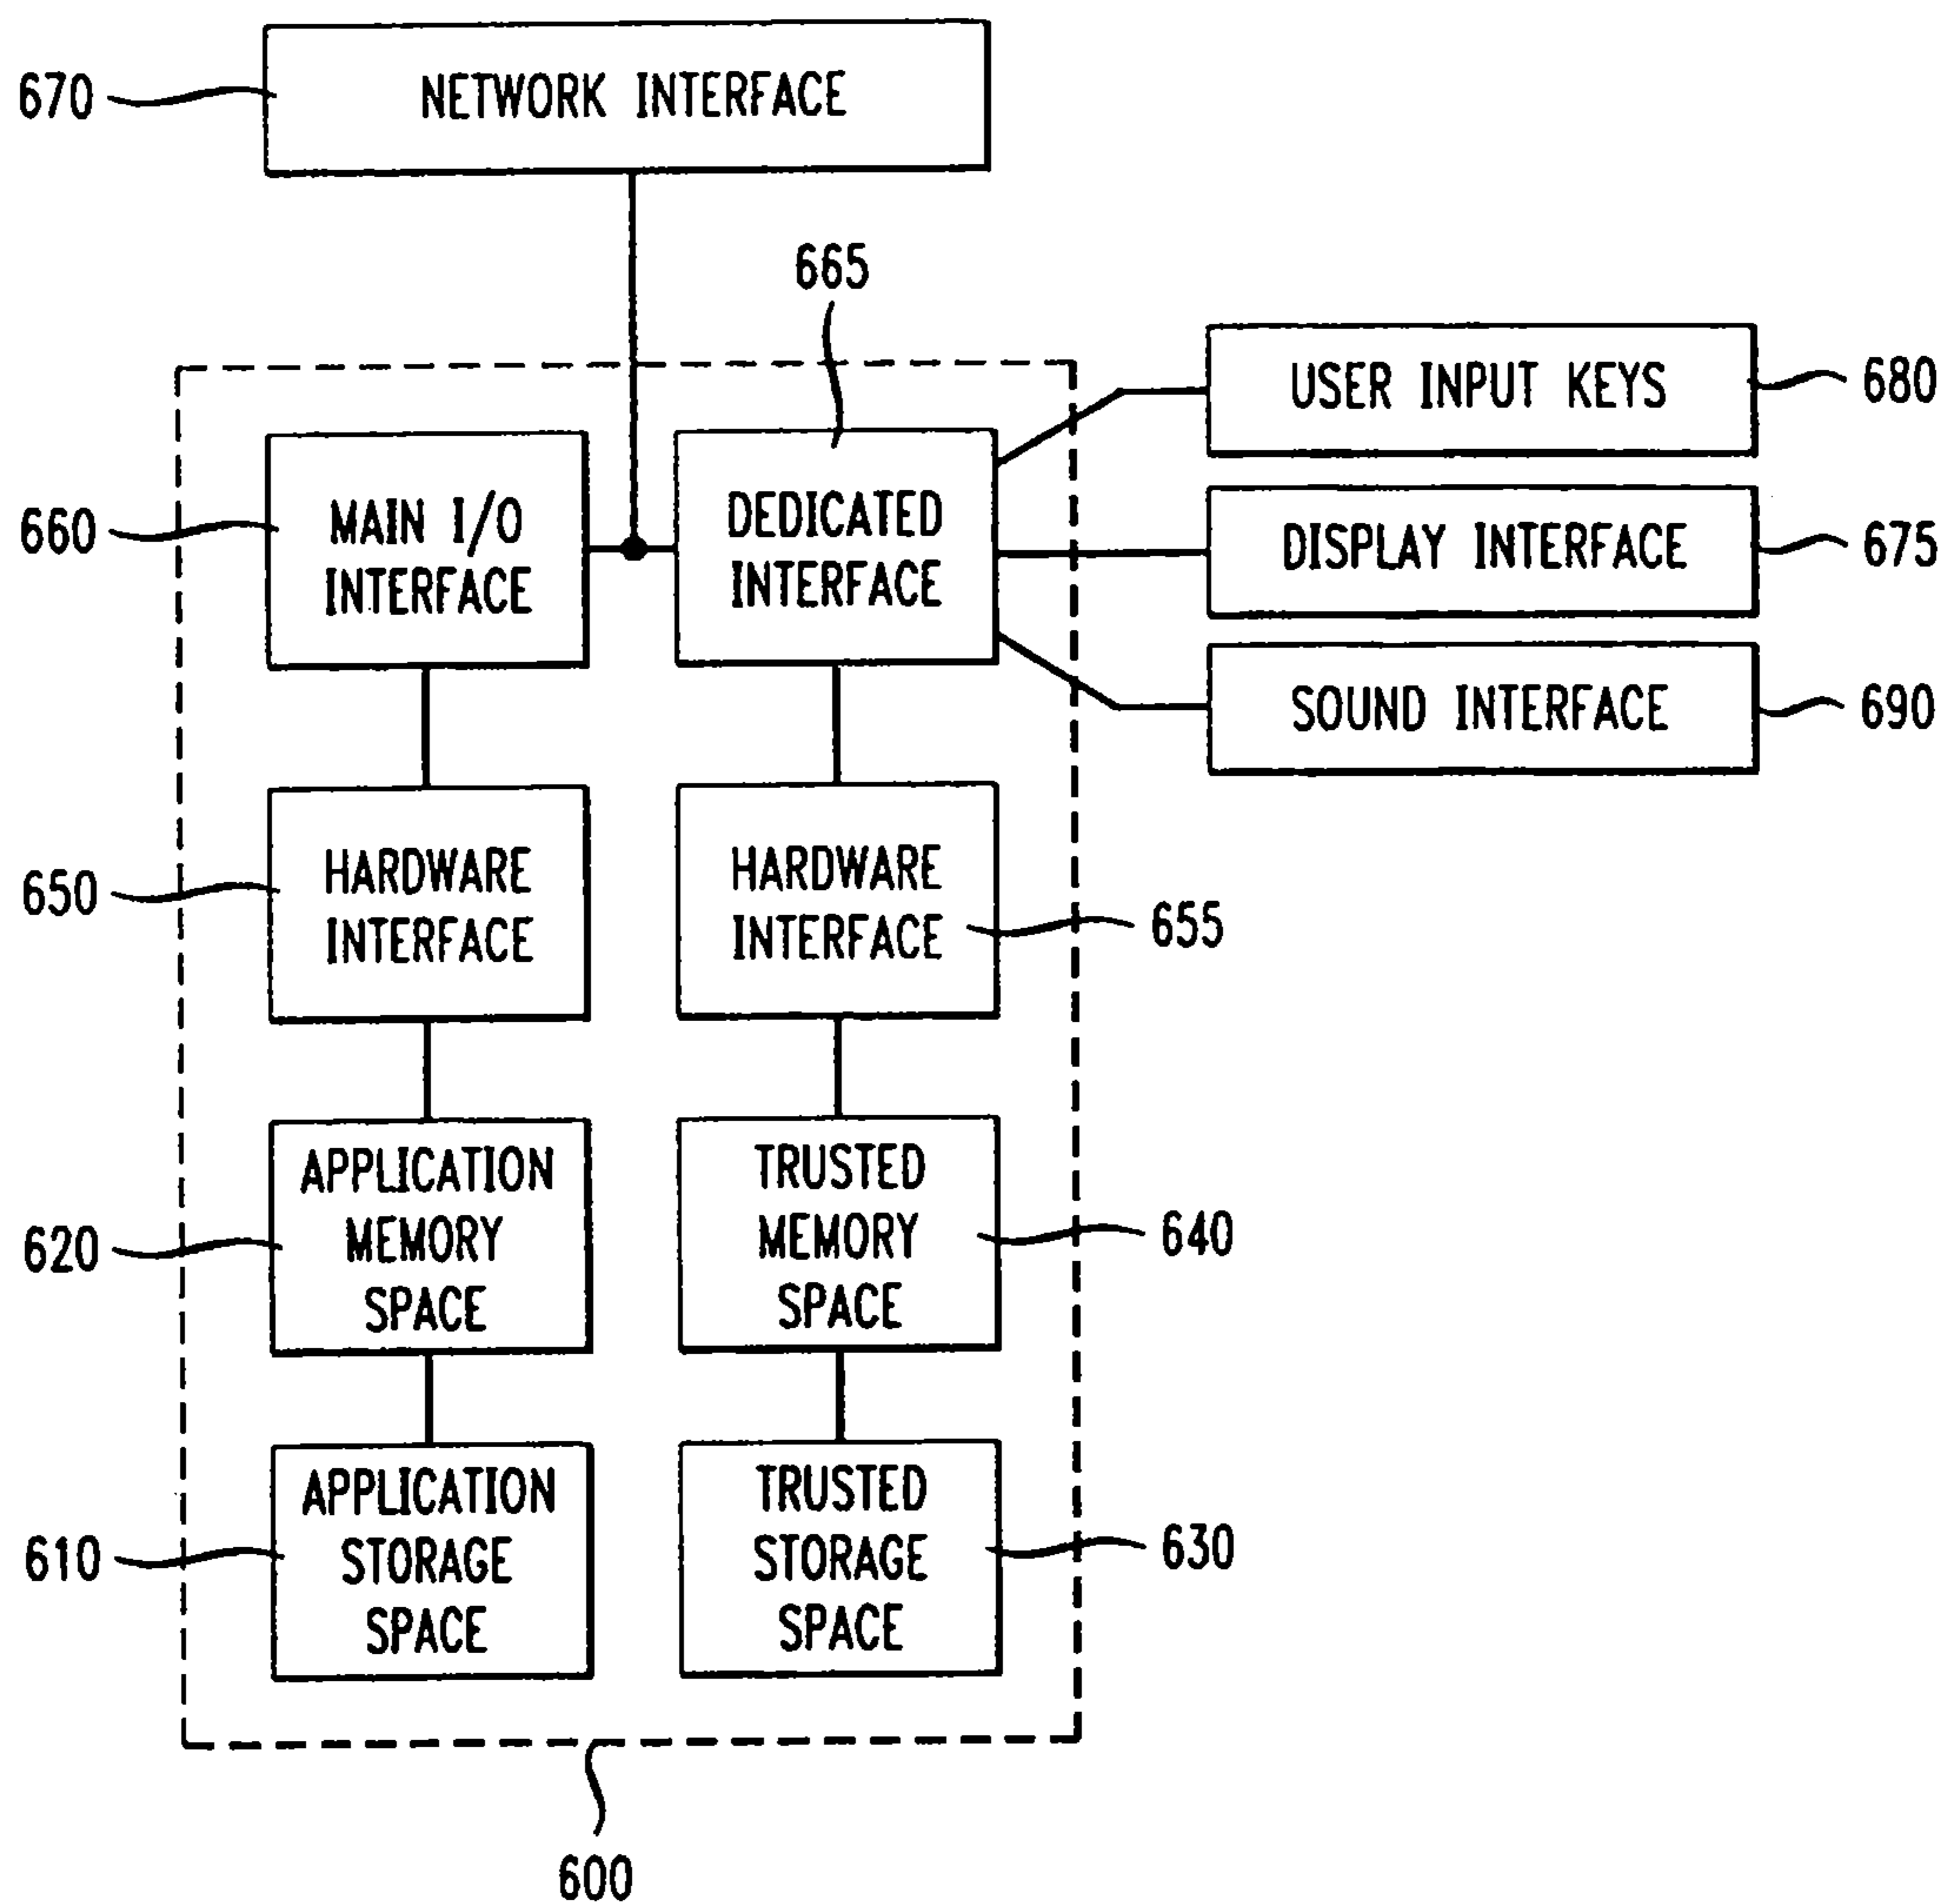 670
NETWORK INTERFACE
665
USER INPUT KEYS
680
660
MAIN I/O
INTERFACE
DEDICATED
INTERFACE
DISPLAY INTERFACE
675
SOUND INTERFACE
690
650
HARDWARE
INTERFACE
HARDWARE
INTERFACE
655
620
APPLICATION
MEMORY
SPACE
TRUSTED
MEMORY
SPACE
640
610
APPLICATION
STORAGE
SPACE
TRUSTED
STORAGE
SPACE
630
600